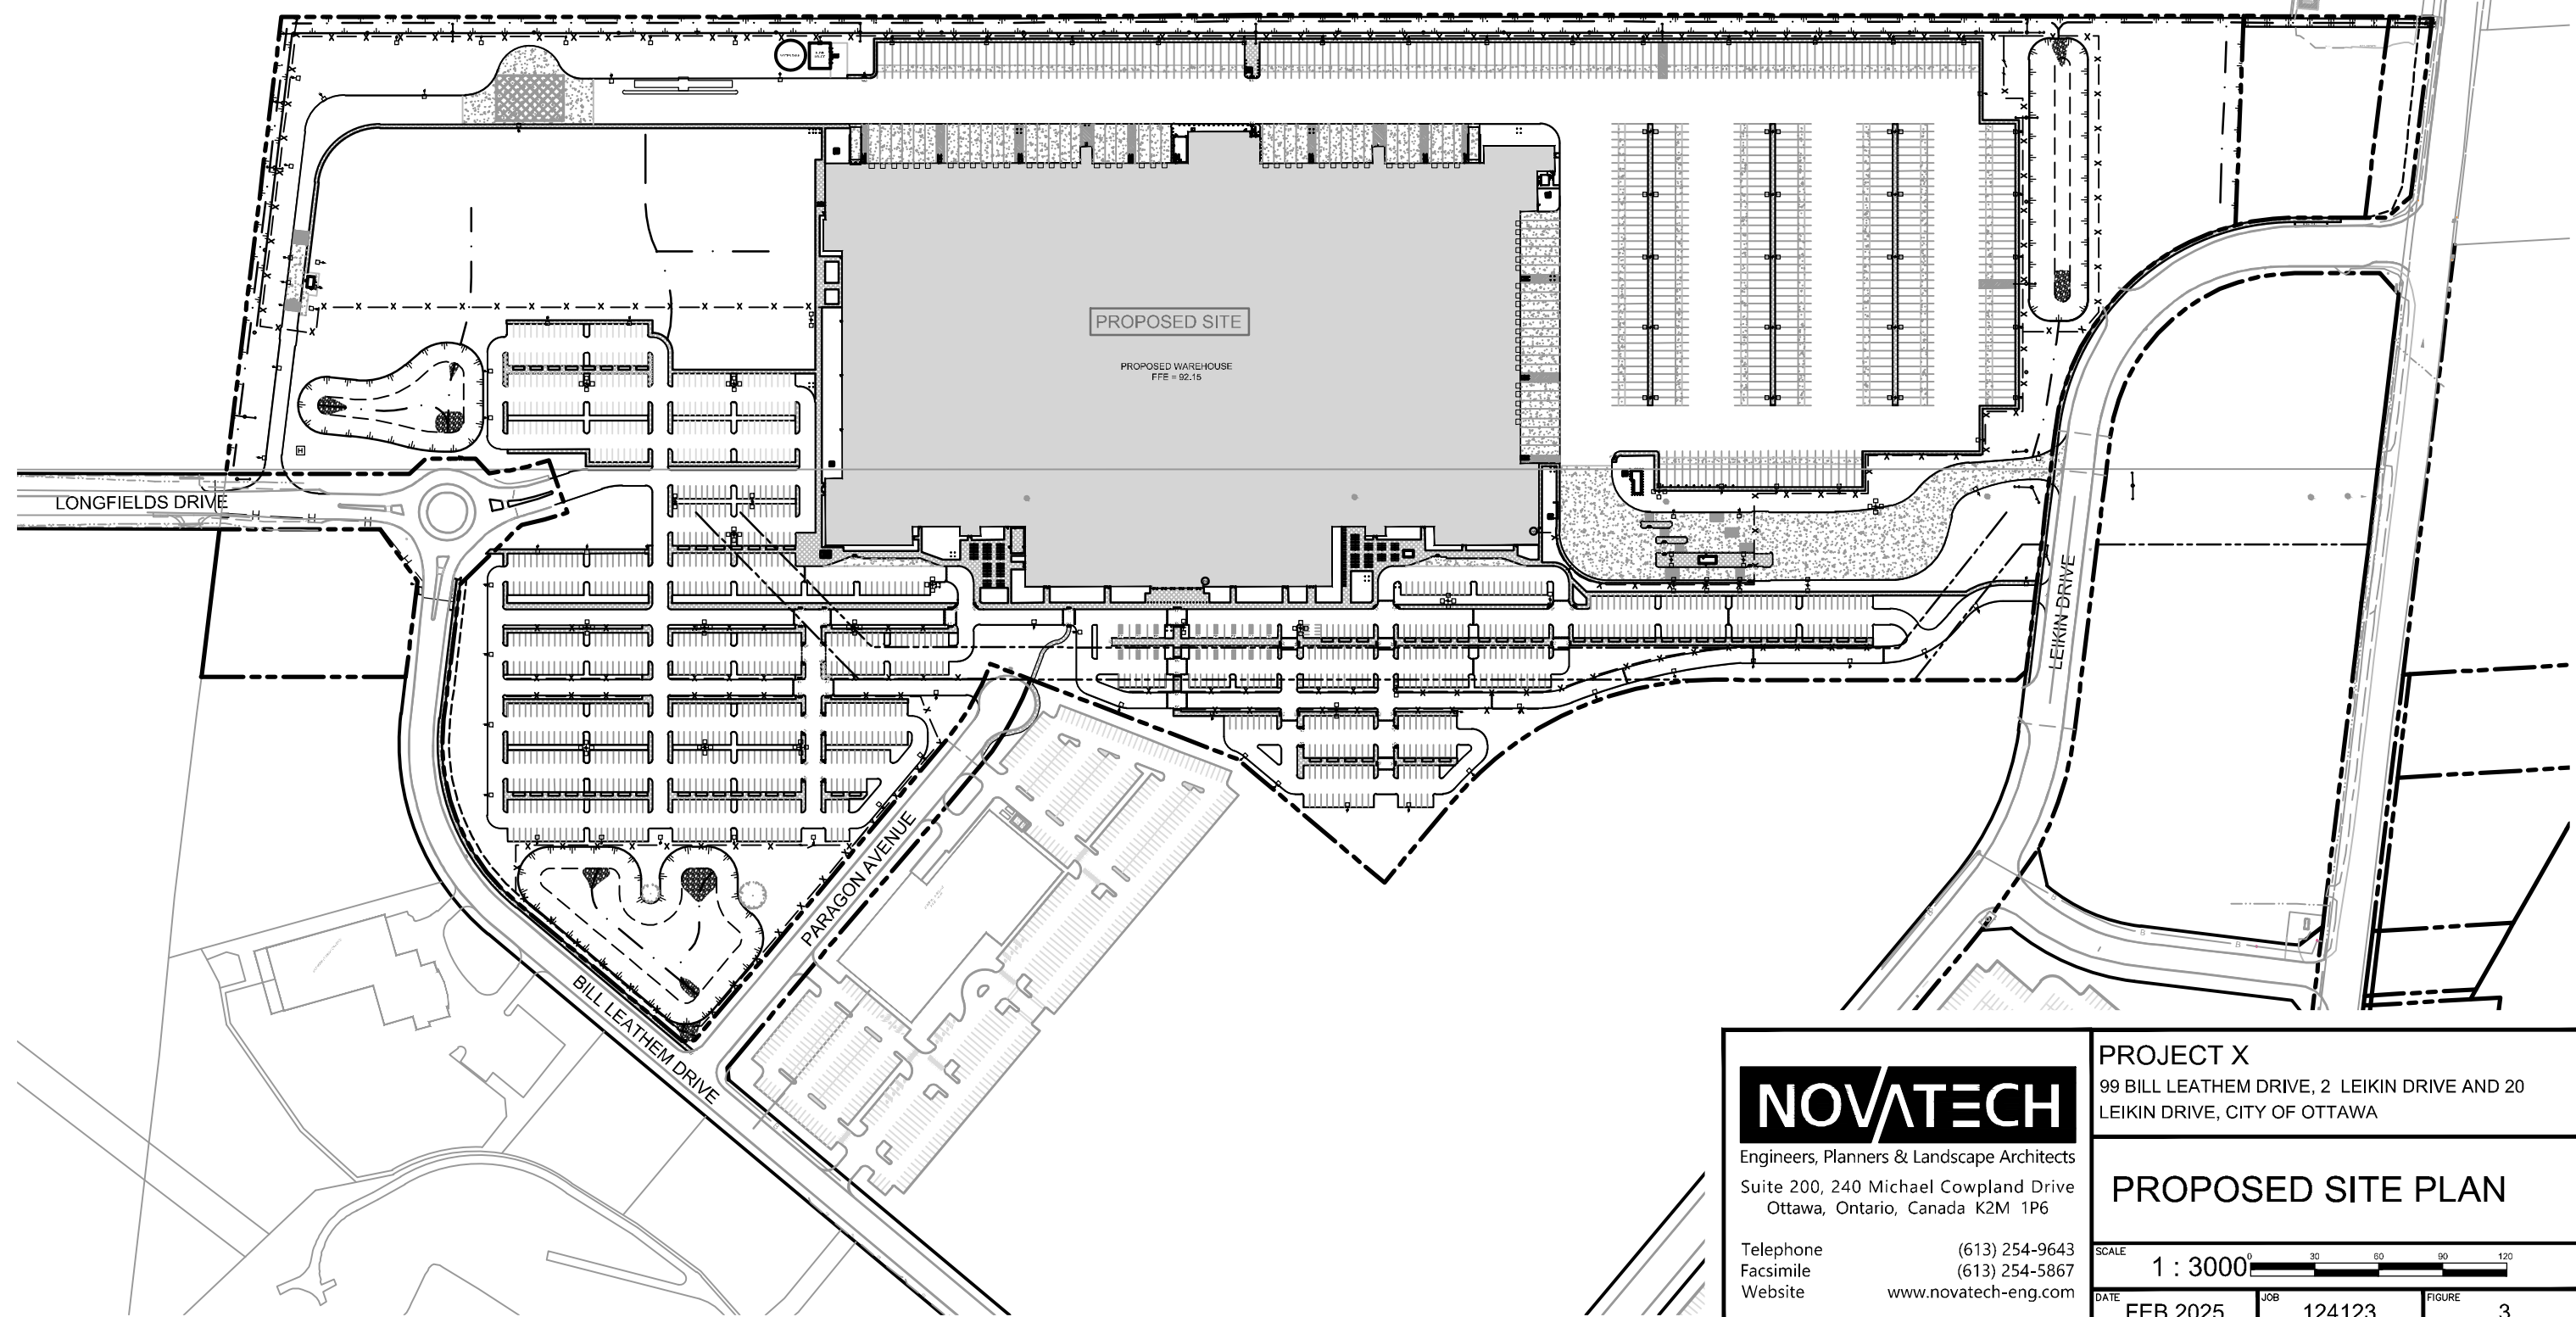 PROPOSED SITE
PROPOSED WAREHOUSE
FFE = 92.15
LONGFIELDS DRIVE
LEIKIN DRIVE
PARAGON AVENUE
BILL LEATHEM DRIVE
NOVATECH
Engineers, Planners & Landscape Architects
Suite 200, 240 Michael Cowpland Drive
Ottawa, Ontario, Canada K2M 1P6
Telephone (613) 254-9643
Facsimile (613) 254-5867
Website www.novatech-eng.com
PROJECT X
99 BILL LEATHEM DRIVE, 2 LEIKIN DRIVE AND 20
LEIKIN DRIVE, CITY OF OTTAWA
PROPOSED SITE PLAN
SCALE
1 : 3000
0 30 60 90 120
DATE
FEB 2025
JOB
124123
FIGURE
3